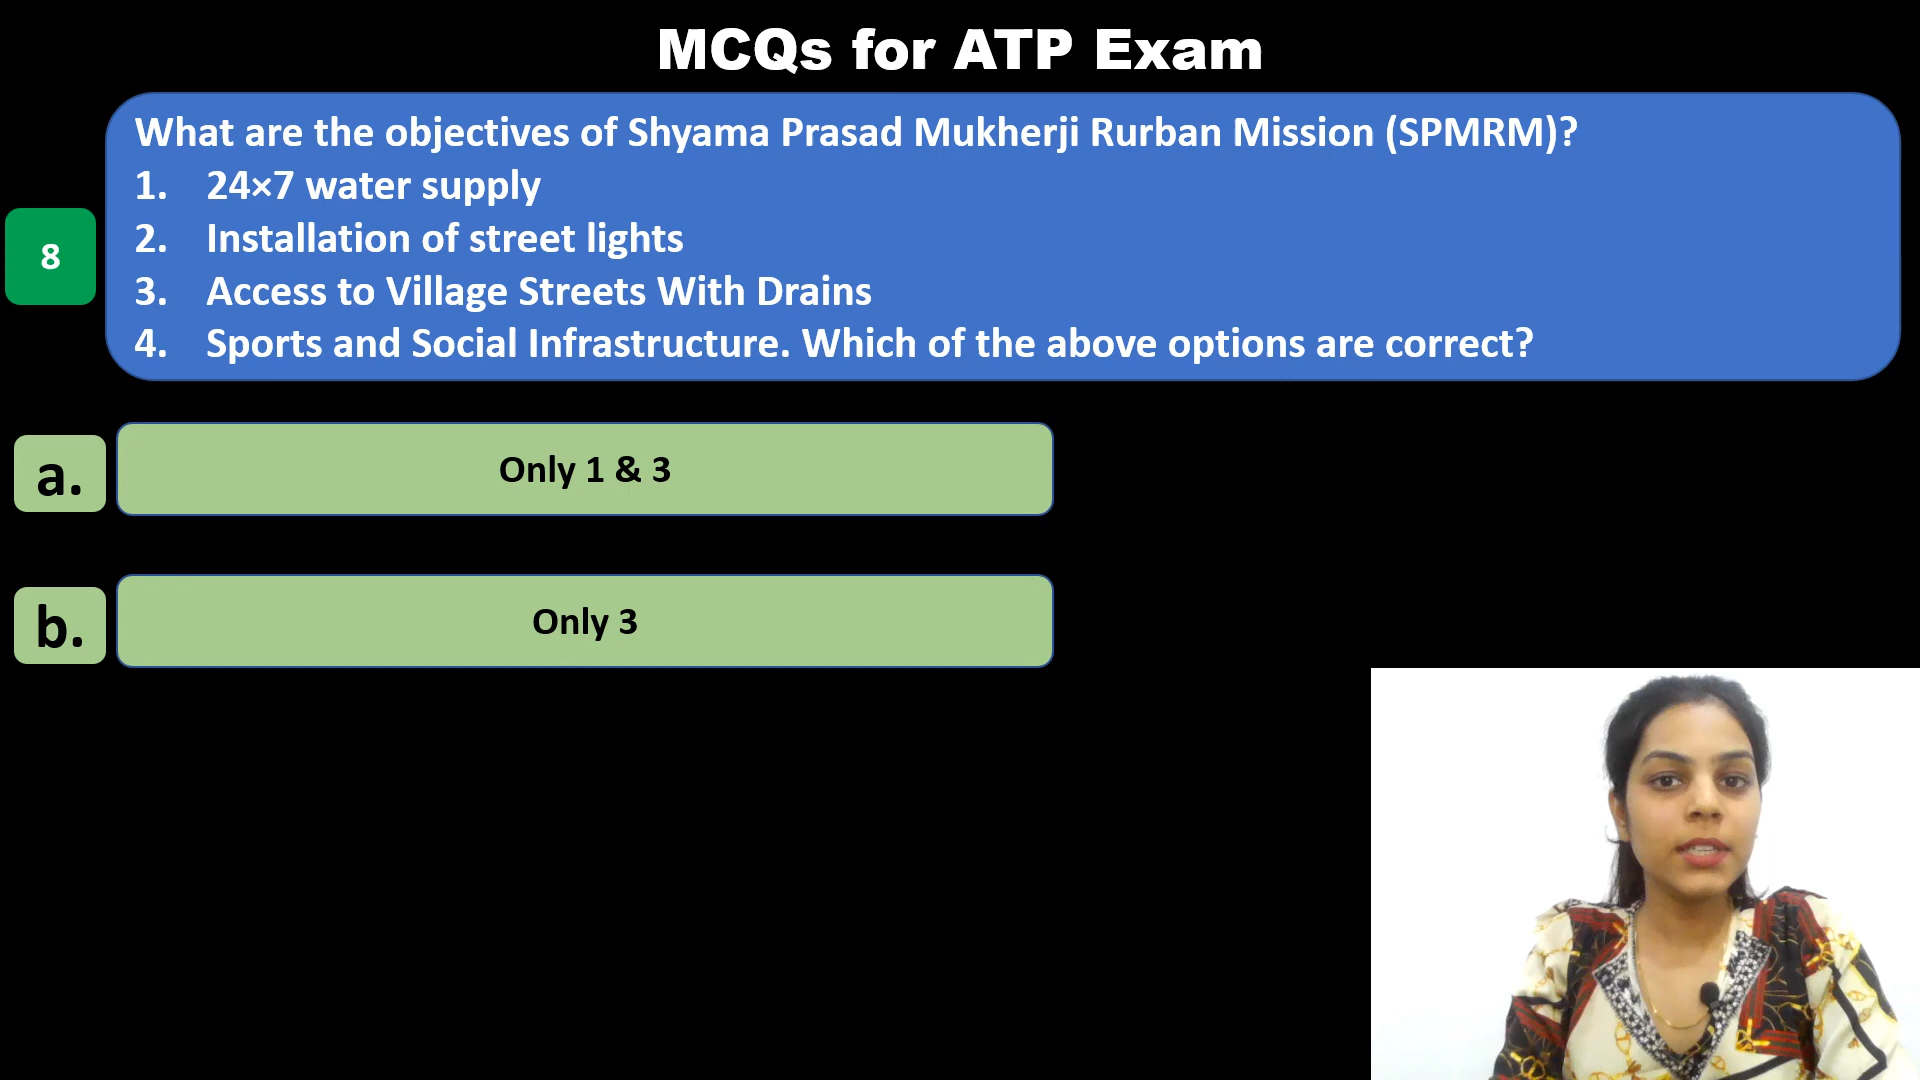 MCQs for ATP Exam
What are the objectives of Shyama Prasad Mukherji Rurban Mission (SPMRM)?
1. 24×7 water supply
2. Installation of street lights
3. Access to Village Streets With Drains
4. Sports and Social Infrastructure. Which of the above options are correct?
8
a. Only 1 & 3
b. Only 3